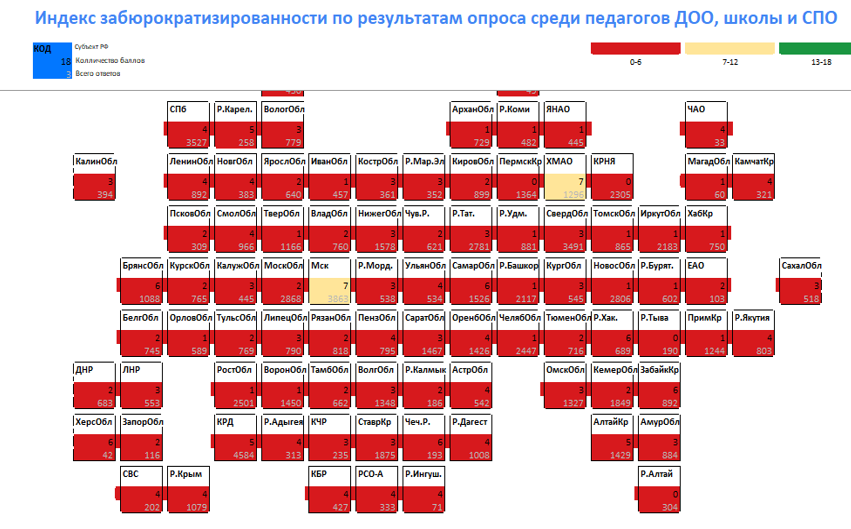 Индекс забюрократизированности по результатам опроса среди педагогов ДОО, школы и СПО
КОД Субъект РФ
18 Колличество баллов
3 Всего ответов
0-6 7-12 13-18
СПб Р.Карел. ВологОбл АрханОбл Р.Коми ЯНАО ЧАО
4 5 3 1 1 1 4
3527 258 779 729 482 445 33
КалинОбл ЛенинОбл НовгОбл ЯрослОбл ИванОбл КострОбл Р.Мар.Эл КировОбл ПермскКр ХМАО КРНЯ МагадОбл КамчатКр
3 4 4 2 1 3 3 2 0 7 0 1 4
394 892 383 640 457 361 352 899 1364 1296 2305 60 321
ПсковОбл СмолОбл ТверОбл ВладОбл НижегОбл Чув.Р. Р.Тат. Р.Удм. СвердОбл ТомскОбл ИркутОбл ХабКр
2 4 1 2 2 2 3 1 3 1 1 1
309 966 1166 760 1578 621 2781 881 3491 865 2183 750
БрянсОбл КурскОбл КалужОбл МоскОбл Мск Р.Морд. УльянОбл СамарОбл Р.Башкор КургОбл НовосОбл Р.Бурят. ЕАО СахалОбл
6 2 3 2 7 3 4 6 1 3 1 1 2 3
1088 765 445 2868 3863 538 534 1526 2117 545 2806 602 103 518
БелгОбл ОрловОбл ТульсОбл ЛипецОбл РязанОбл ПензОбл СаратОбл ОренбОбл ЧелябОбл ТюменОбл Р.Хак. Р.Тыва ПримКр Р.Якутия
2 1 2 3 2 4 3 4 1 2 6 0 1 4
745 589 769 790 818 795 1467 1426 2447 716 689 190 1244 803
ДНР ЛНР РостОбл ВоронОбл ТамбОбл ВолгОбл Р.Калмык АстрОбл ОмскОбл КемерОбл ЗабайкКр
2 3 1 1 2 3 2 4 3 2 6
683 553 2501 1450 662 1348 186 542 1327 1849 892
ХерсОбл ЗапорОбл КРД Р.Адыгея КЧР СтаврКр Чеч.Р. Р.Дагест АлтайКр АмурОбл
6 2 5 4 3 3 6 4 5 3
42 116 4584 313 235 1875 193 1008 1429 884
СВС Р.Крым КБР РСО-А Р.Ингуш. Р.Алтай
4 4 4 4 4 0
202 1079 427 333 71 304